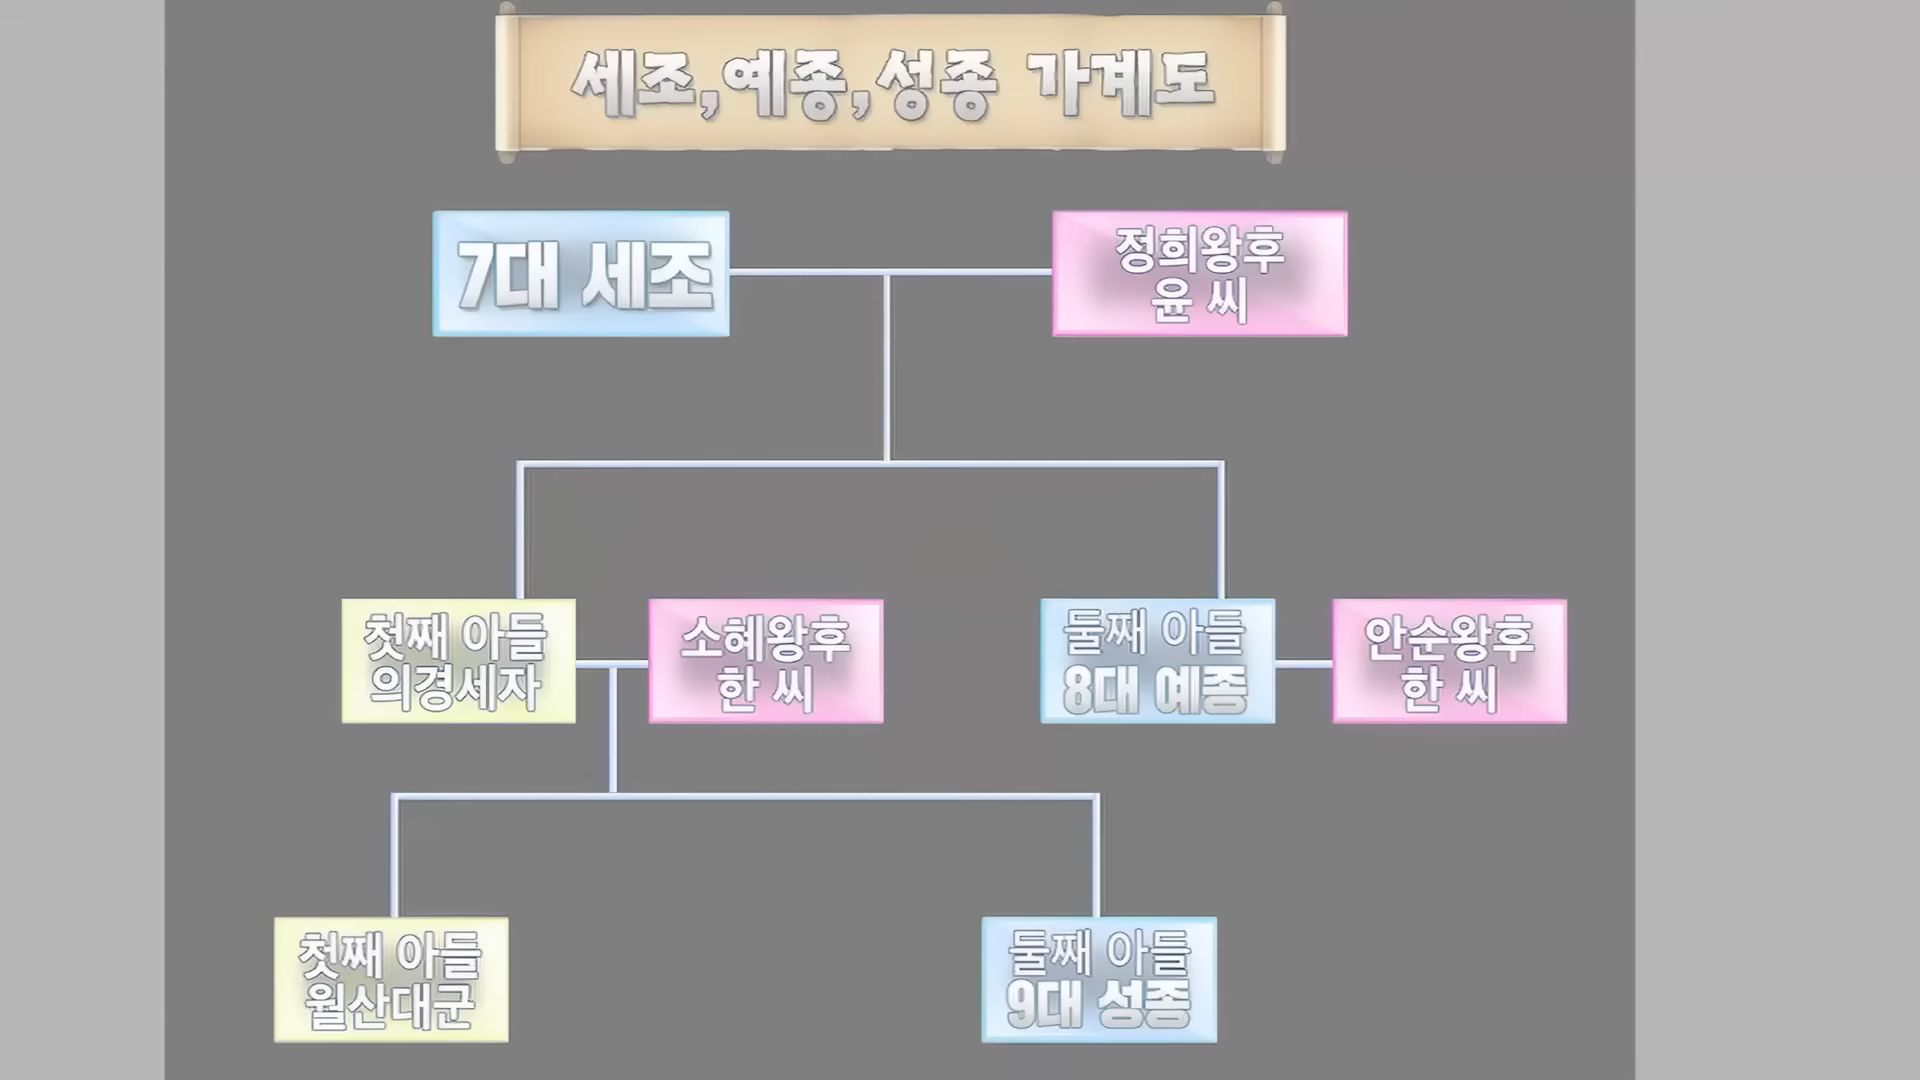 세조,예종,성종 가계도
7대 세조
정희왕후
윤 씨
첫째 아들
의경세자
소혜왕후
한 씨
둘째 아들
8대 예종
안순왕후
한 씨
첫째 아들
월산대군
둘째 아들
9대 성종